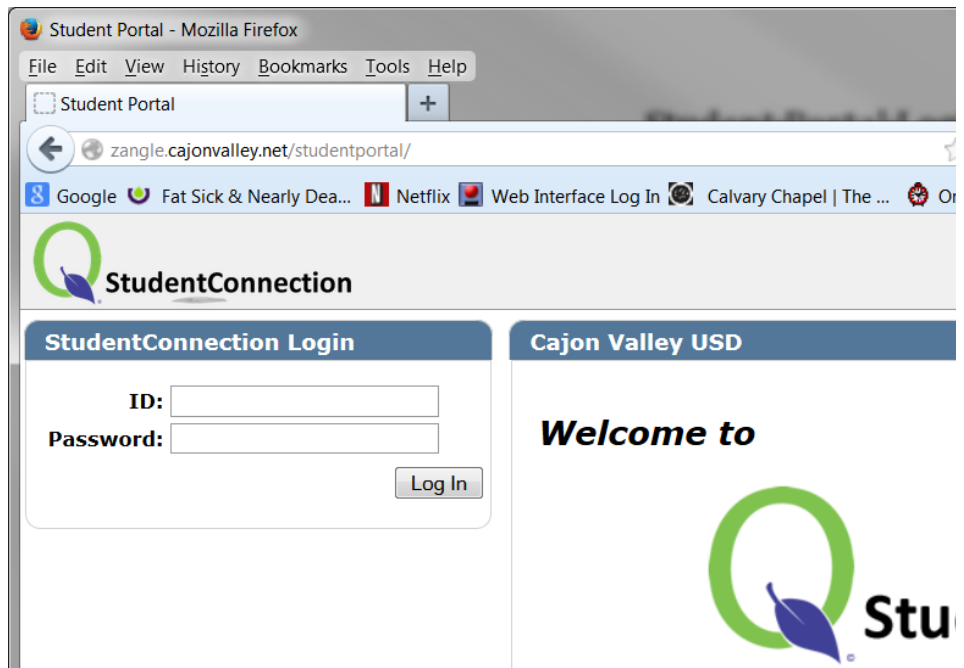 Student Portal - Mozilla Firefox
File Edit View History Bookmarks Tools Help
Student Portal +
zangle.cajonvalley.net/studentportal/
8 Google Fat Sick & Nearly Dea... N Netflix Web Interface Log In Calvary Chapel | The ... Or
Q StudentConnection
StudentConnection Login
ID:
Password:
Log In
Cajon Valley USD
Welcome to
Q Stu
©